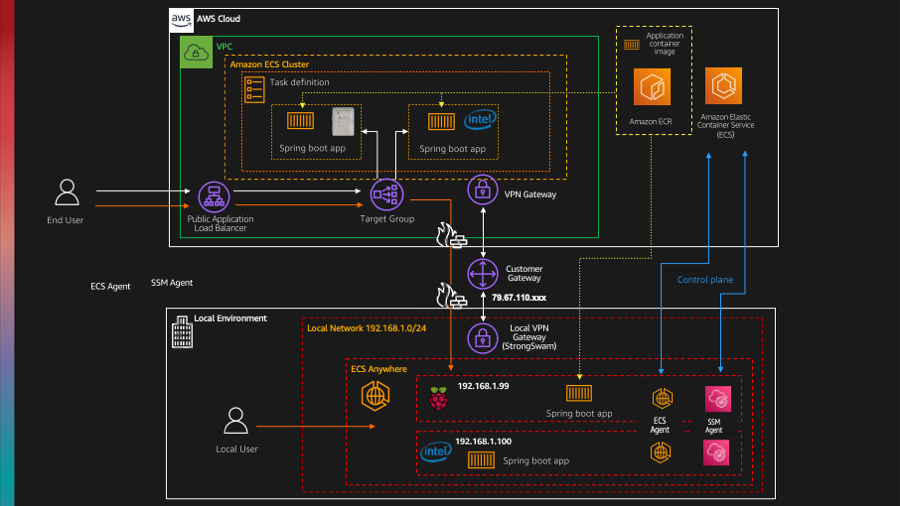 aws
AWS Cloud
VPC
Amazon ECS Cluster
Task definition
Spring boot app
intel
Spring boot app
Application
container
image
Amazon ECR
Amazon Elastic
Container Service
(ECS)
End User
Public Application
Load Balancer
Target Group
VPN Gateway
Customer
Gateway
79.67.110.xxx
Control plane
ECS Agent
SSM Agent
Local Environment
Local Network 192.168.1.0/24
Local VPN
Gateway
(StrongSwam)
ECS Anywhere
192.168.1.99
Spring boot app
ECS
Agent
SSM
Agent
Local User
intel
192.168.1.100
Spring boot app